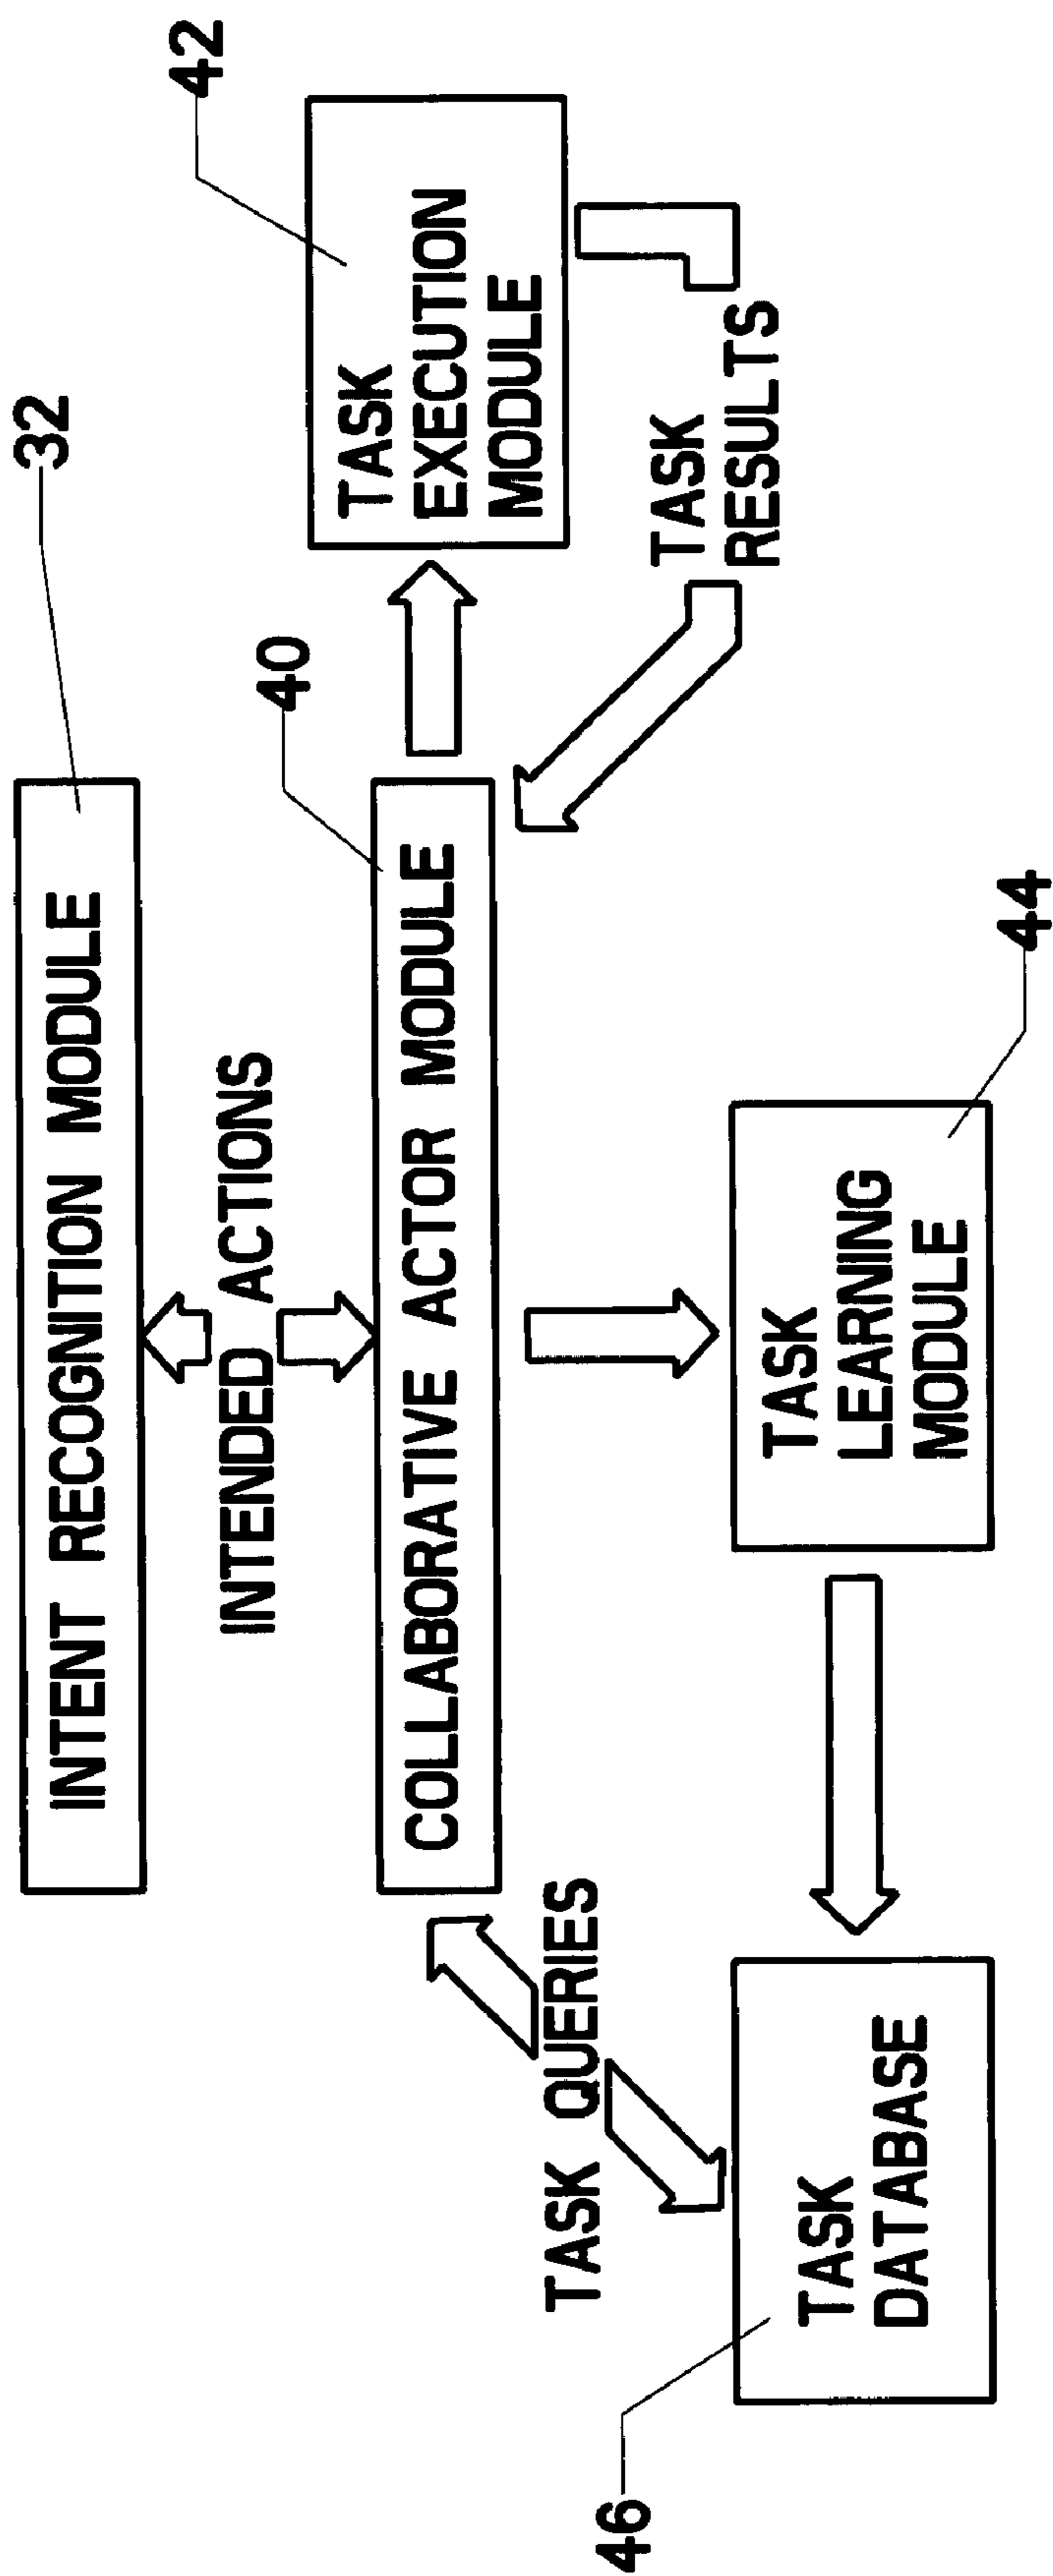 32
INTENT RECOGNITION MODULE
INTENDED ACTIONS
40
COLLABORATIVE ACTOR MODULE
42
TASK
EXECUTION
MODULE
TASK
RESULTS
TASK QUERIES
44
TASK
LEARNING
MODULE
46
TASK
DATABASE